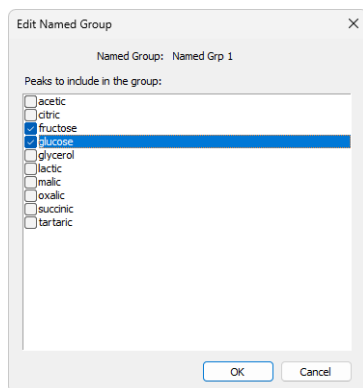 Edit Named Group
Named Group: Named Grp 1
Peaks to include in the group:
acetic
citric
fructose
glucose
glycerol
lactic
malic
oxalic
succinic
tartaric
OK Cancel